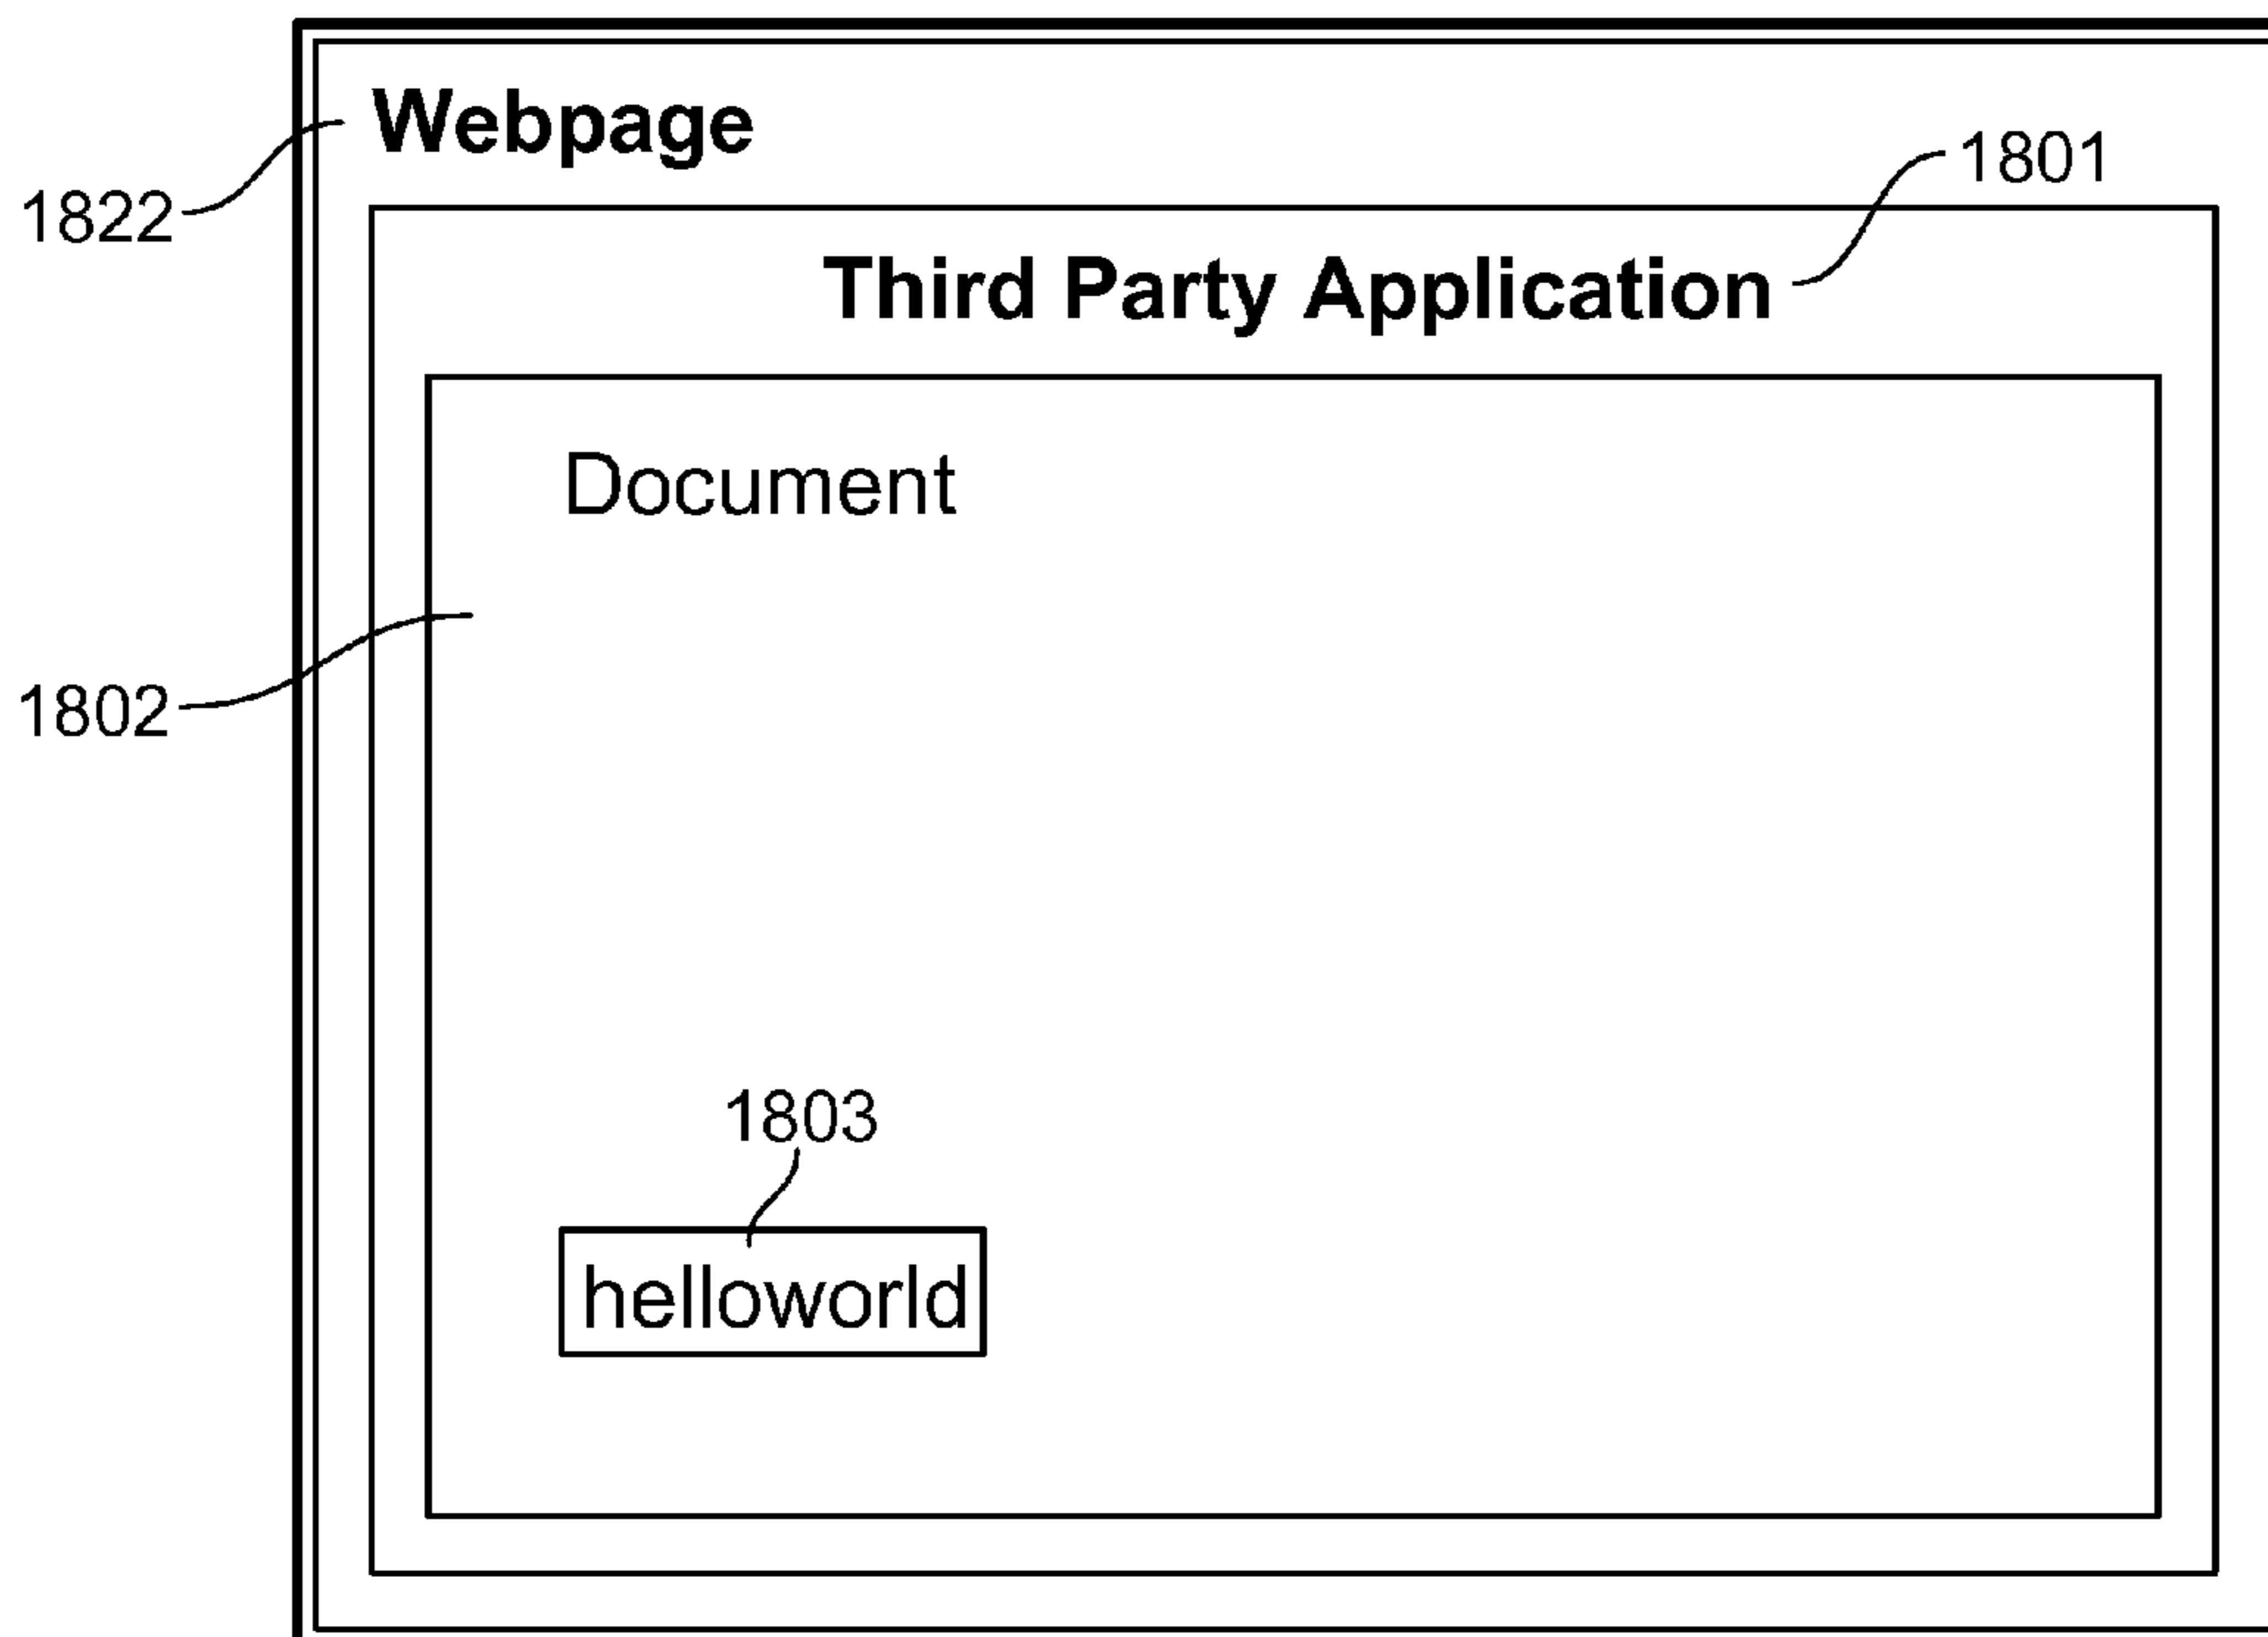 Webpage
1801
1822
Third Party Application
Document
1802
1803
helloworld